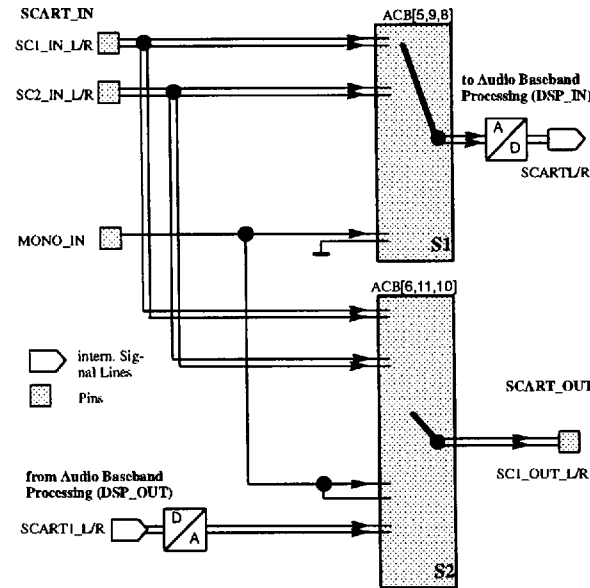 SCART_IN
ACB[5,9,8]
SC1_IN_L/R
SC2_IN_L/R
to Audio Baseband
Processing (DSP_IN)
A
D
SCARTL/R
MONO_IN
S1
ACB[6,11,10]
intern. Sig-
nal Lines
Pins
SCART_OUT
SC1_OUT_L/R
from Audio Baseband
Processing (DSP_OUT)
SCART1_L/R
D
A
S2